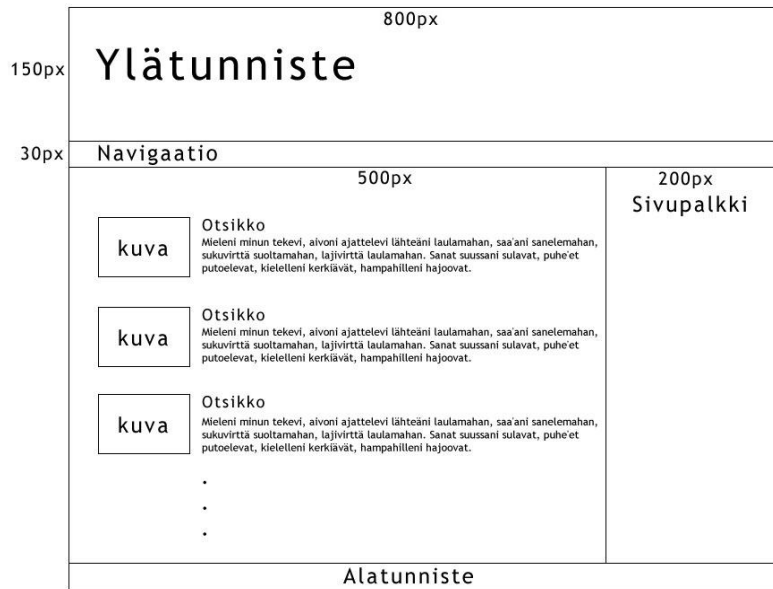 800px
150px
Ylätunniste
30px
Navigaatio
500px
200px
Sivupalkki
kuva
Otsikko
Mieleni minun tekevi, aivoni ajattelevi lähteäni laulamahan, saa'ani sanelemahan,
sukuvirttä suoltamahan, lajivirttä laulamahan. Sanat suussani sulavat, puhe'et
putoelevat, kielelleni kerkiävät, hampahilleni hajoovat.
kuva
Otsikko
Mieleni minun tekevi, aivoni ajattelevi lähteäni laulamahan, saa'ani sanelemahan,
sukuvirttä suoltamahan, lajivirttä laulamahan. Sanat suussani sulavat, puhe'et
putoelevat, kielelleni kerkiävät, hampahilleni hajoovat.
kuva
Otsikko
Mieleni minun tekevi, aivoni ajattelevi lähteäni laulamahan, saa'ani sanelemahan,
sukuvirttä suoltamahan, lajivirttä laulamahan. Sanat suussani sulavat, puhe'et
putoelevat, kielelleni kerkiävät, hampahilleni hajoovat.
.
.
.
Alatunniste